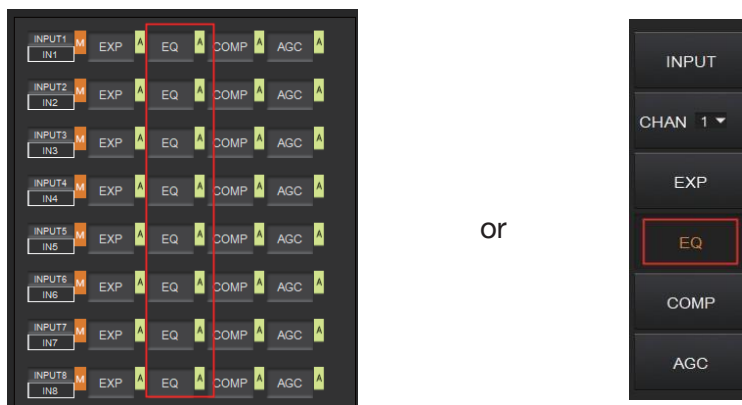 INPUT1 M EXP A EQ A COMP A AGC A
IN1
INPUT2 M EXP A EQ A COMP A AGC A
IN2
INPUT3 M EXP A EQ A COMP A AGC A
IN3
INPUT4 M EXP A EQ A COMP A AGC A
IN4
INPUT5 M EXP A EQ A COMP A AGC A
IN5
INPUT6 M EXP A EQ A COMP A AGC A
IN6
INPUT7 M EXP A EQ A COMP A AGC A
IN7
INPUT8 M EXP A EQ A COMP A AGC A
IN8
or
INPUT
CHAN 1
EXP
EQ
COMP
AGC